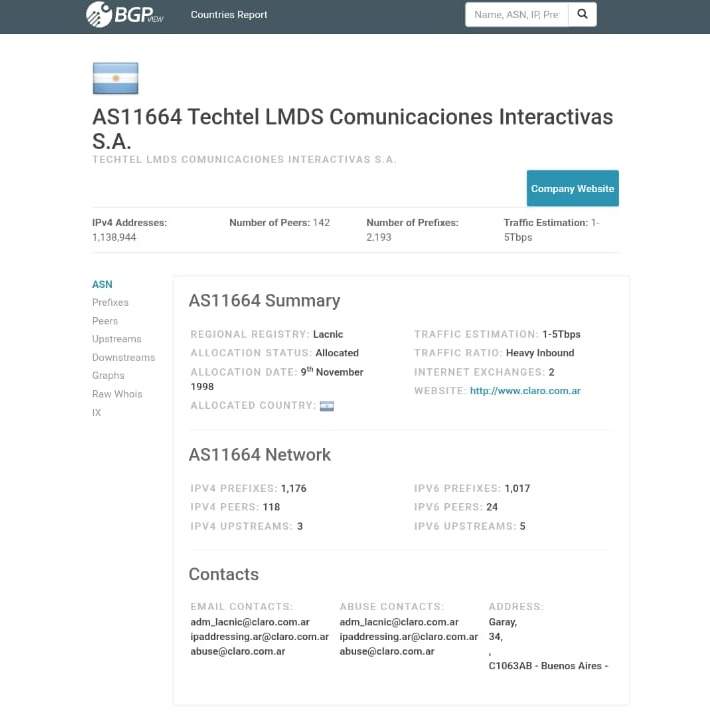 BGPVIEW
Countries Report
Name, ASN, IP, Pre
AS11664 Techtel LMDS Comunicaciones Interactivas
S.A.
TECHTEL LMDS COMUNICACIONES INTERACTIVAS S.A.
Company Website
IPv4 Addresses:
1,138,944
Number of Peers: 142
Number of Prefixes:
2,193
Traffic Estimation: 1-
5Tbps
ASN
Prefixes
Peers
Upstreams
Downstreams
Graphs
Raw Whois
IX
AS11664 Summary
REGIONAL REGISTRY: Lacnic
ALLOCATION STATUS: Allocated
ALLOCATION DATE: 9th November
1998
ALLOCATED COUNTRY:
TRAFFIC ESTIMATION: 1-5Tbps
TRAFFIC RATIO: Heavy Inbound
INTERNET EXCHANGES: 2
WEBSITE: http://www.claro.com.ar
AS11664 Network
IPV4 PREFIXES: 1,176
IPV4 PEERS: 118
IPV4 UPSTREAMS: 3
IPV6 PREFIXES: 1,017
IPV6 PEERS: 24
IPV6 UPSTREAMS: 5
Contacts
EMAIL CONTACTS:
adm_lacnic@claro.com.ar
ipaddressing.ar@claro.com.ar
abuse@claro.com.ar
ABUSE CONTACTS:
adm_lacnic@claro.com.ar
ipaddressing.ar@claro.com.ar
abuse@claro.com.ar
ADDRESS:
Garay,
34,
,
C1063AB - Buenos Aires -